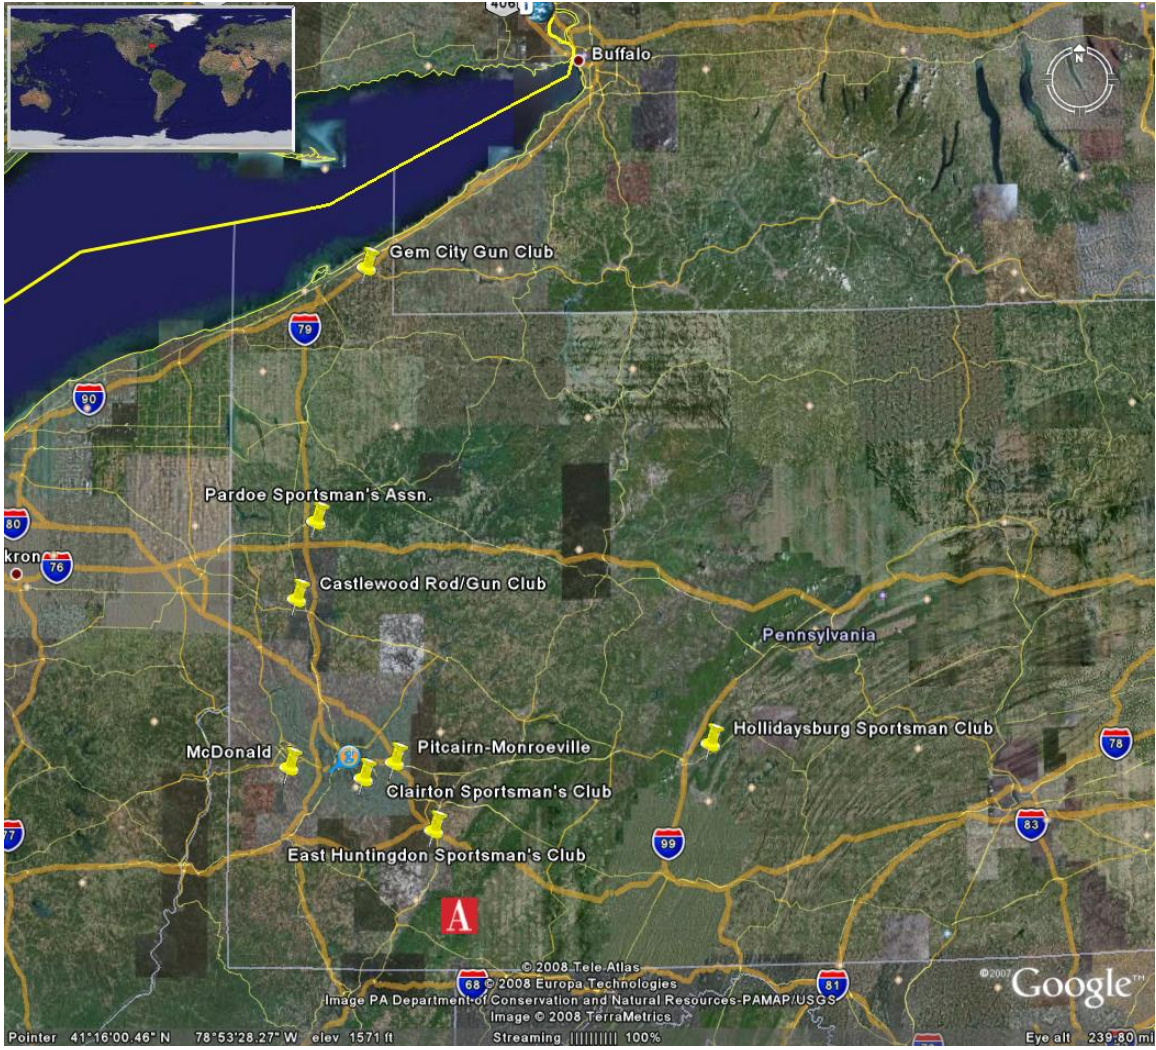 406
Buffalo
N
Gem City Gun Club
79
90
Pardoe Sportsman's Assn.
80
kron
76
Castlewood Rod/Gun Club
Pennsylvania
Hollidaysburg Sportsman Club
McDonald
Pitcairn-Monroeville
78
Clairton Sportsman's Club
77
83
99
East Huntingdon Sportsman's Club
A
© 2008 Tele Atlas
68
© 2008 Europa Technologies
81
©2007 Google™
Image PA Department of Conservation and Natural Resources-PAMAP/USGS
Image © 2008 TerraMetrics
Pointer 41°16'00.46" N 78°53'28.27" W elev 1571 ft Streaming ||||||||| 100% Eye alt 239.80 mi